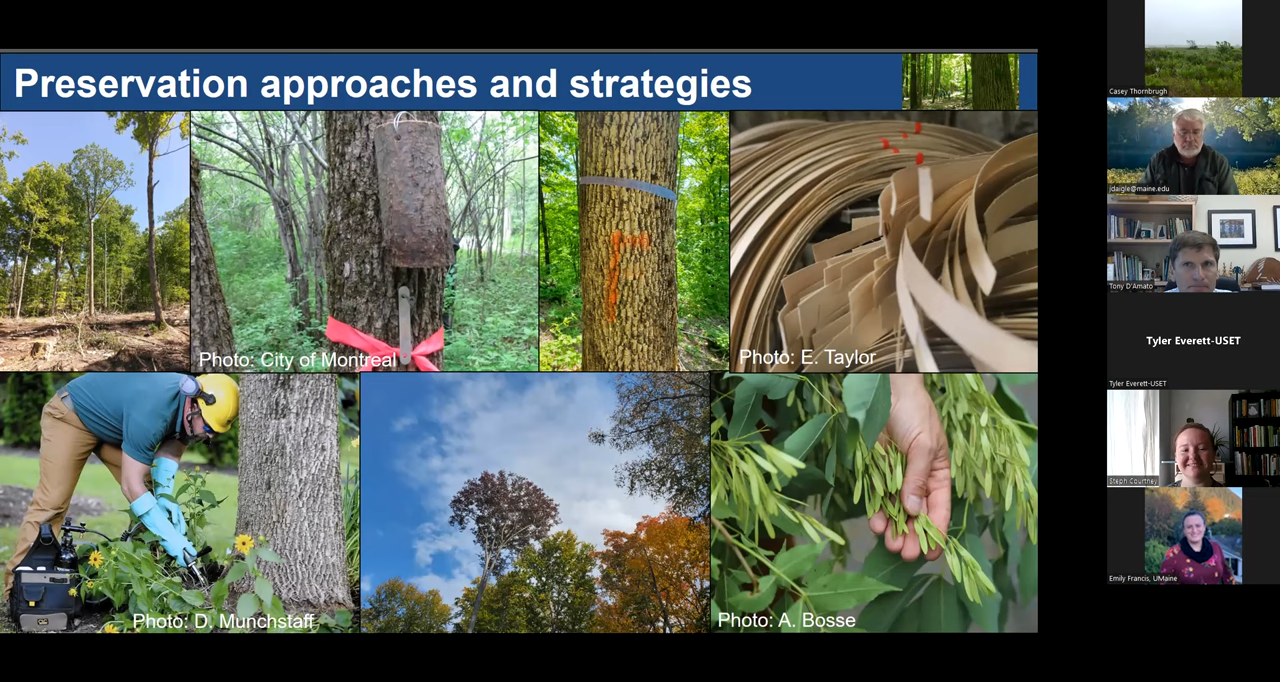 Preservation approaches and strategies
Photo: City of Montreal
Photo: E. Taylor
Photo: D. Munchstaff
Photo: A. Bosse
Casey Thornbrugh
jdaigle@maine.edu
Tony D'Amato
Tyler Everett-USET
Tyler Everett-USET
Steph Courtney
Emily Francis, UMaine